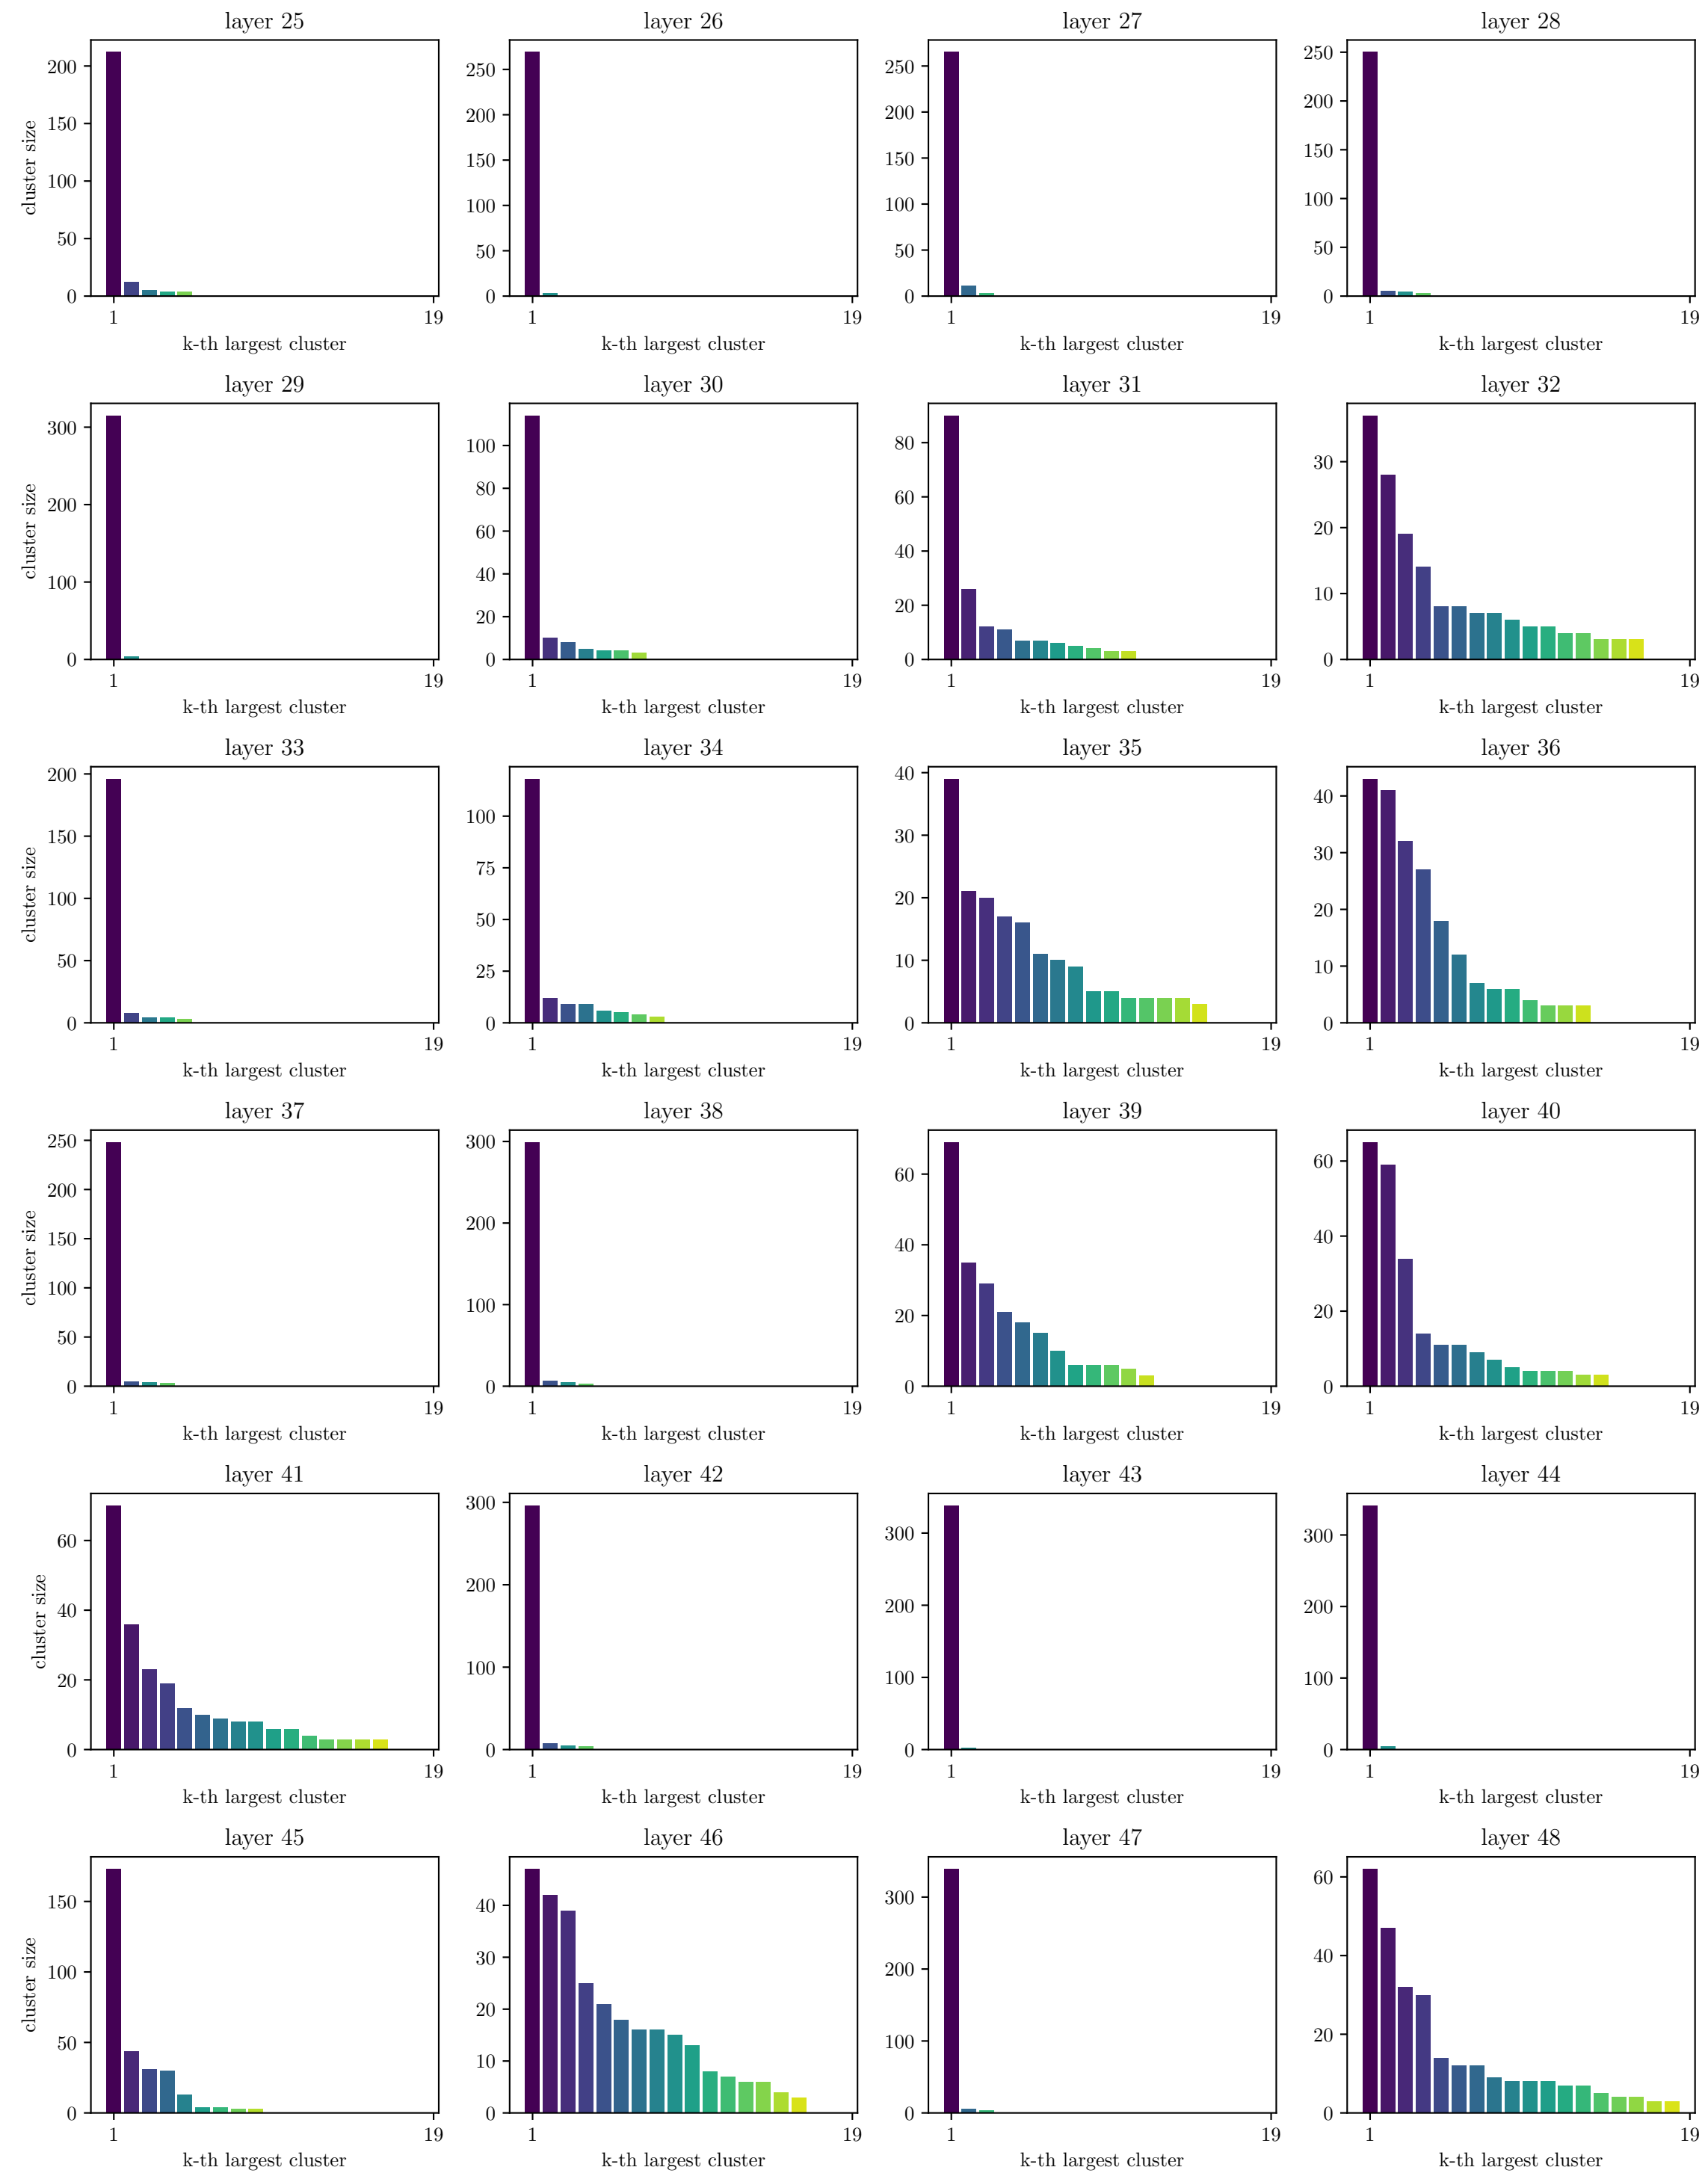 layer 25
layer 26
layer 27
layer 28
200
150
100
50
0
250
200
150
100
50
0
250
200
150
100
50
0
250
200
150
100
50
0
cluster size
1 19
1 19
1 19
1 19
k-th largest cluster
k-th largest cluster
k-th largest cluster
k-th largest cluster
layer 29
layer 30
layer 31
layer 32
300
200
100
0
100
80
60
40
20
0
80
60
40
20
0
30
20
10
0
cluster size
1 19
1 19
1 19
1 19
k-th largest cluster
k-th largest cluster
k-th largest cluster
k-th largest cluster
layer 33
layer 34
layer 35
layer 36
200
150
100
50
0
100
75
50
25
0
40
30
20
10
0
40
30
20
10
0
cluster size
1 19
1 19
1 19
1 19
k-th largest cluster
k-th largest cluster
k-th largest cluster
k-th largest cluster
layer 37
layer 38
layer 39
layer 40
250
200
150
100
50
0
300
200
100
0
60
40
20
0
60
40
20
0
cluster size
1 19
1 19
1 19
1 19
k-th largest cluster
k-th largest cluster
k-th largest cluster
k-th largest cluster
layer 41
layer 42
layer 43
layer 44
60
40
20
0
300
200
100
0
300
200
100
0
300
200
100
0
cluster size
1 19
1 19
1 19
1 19
k-th largest cluster
k-th largest cluster
k-th largest cluster
k-th largest cluster
layer 45
layer 46
layer 47
layer 48
150
100
50
0
40
30
20
10
0
300
200
100
0
60
40
20
0
cluster size
1 19
1 19
1 19
1 19
k-th largest cluster
k-th largest cluster
k-th largest cluster
k-th largest cluster